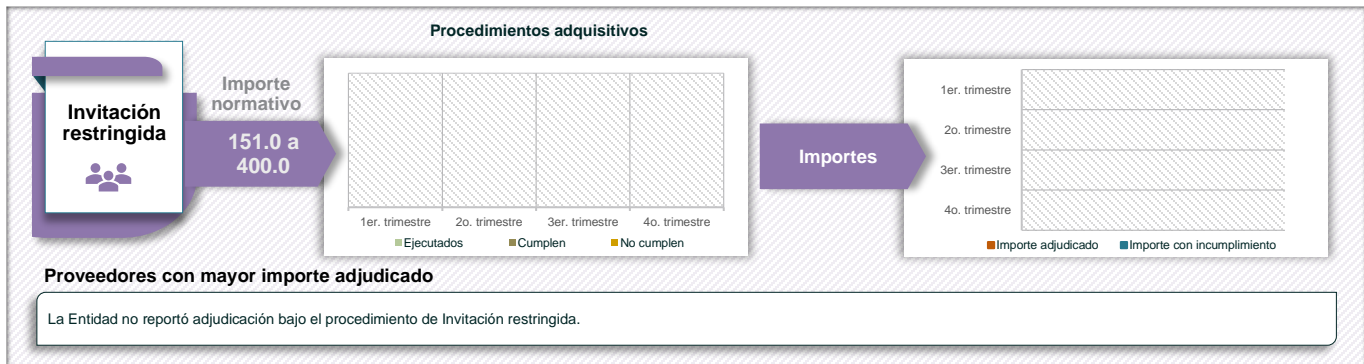 Procedimientos adquisitivos
Invitación
restringida
Importe
normativo
151.0 a
400.0
1er. trimestre 2o. trimestre 3er. trimestre 4o. trimestre
Ejecutados Cumplen No cumplen
Importes
1er. trimestre
2o. trimestre
3er. trimestre
4o. trimestre
Importe adjudicado Importe con incumplimiento
Proveedores con mayor importe adjudicado
La Entidad no reportó adjudicación bajo el procedimiento de Invitación restringida.